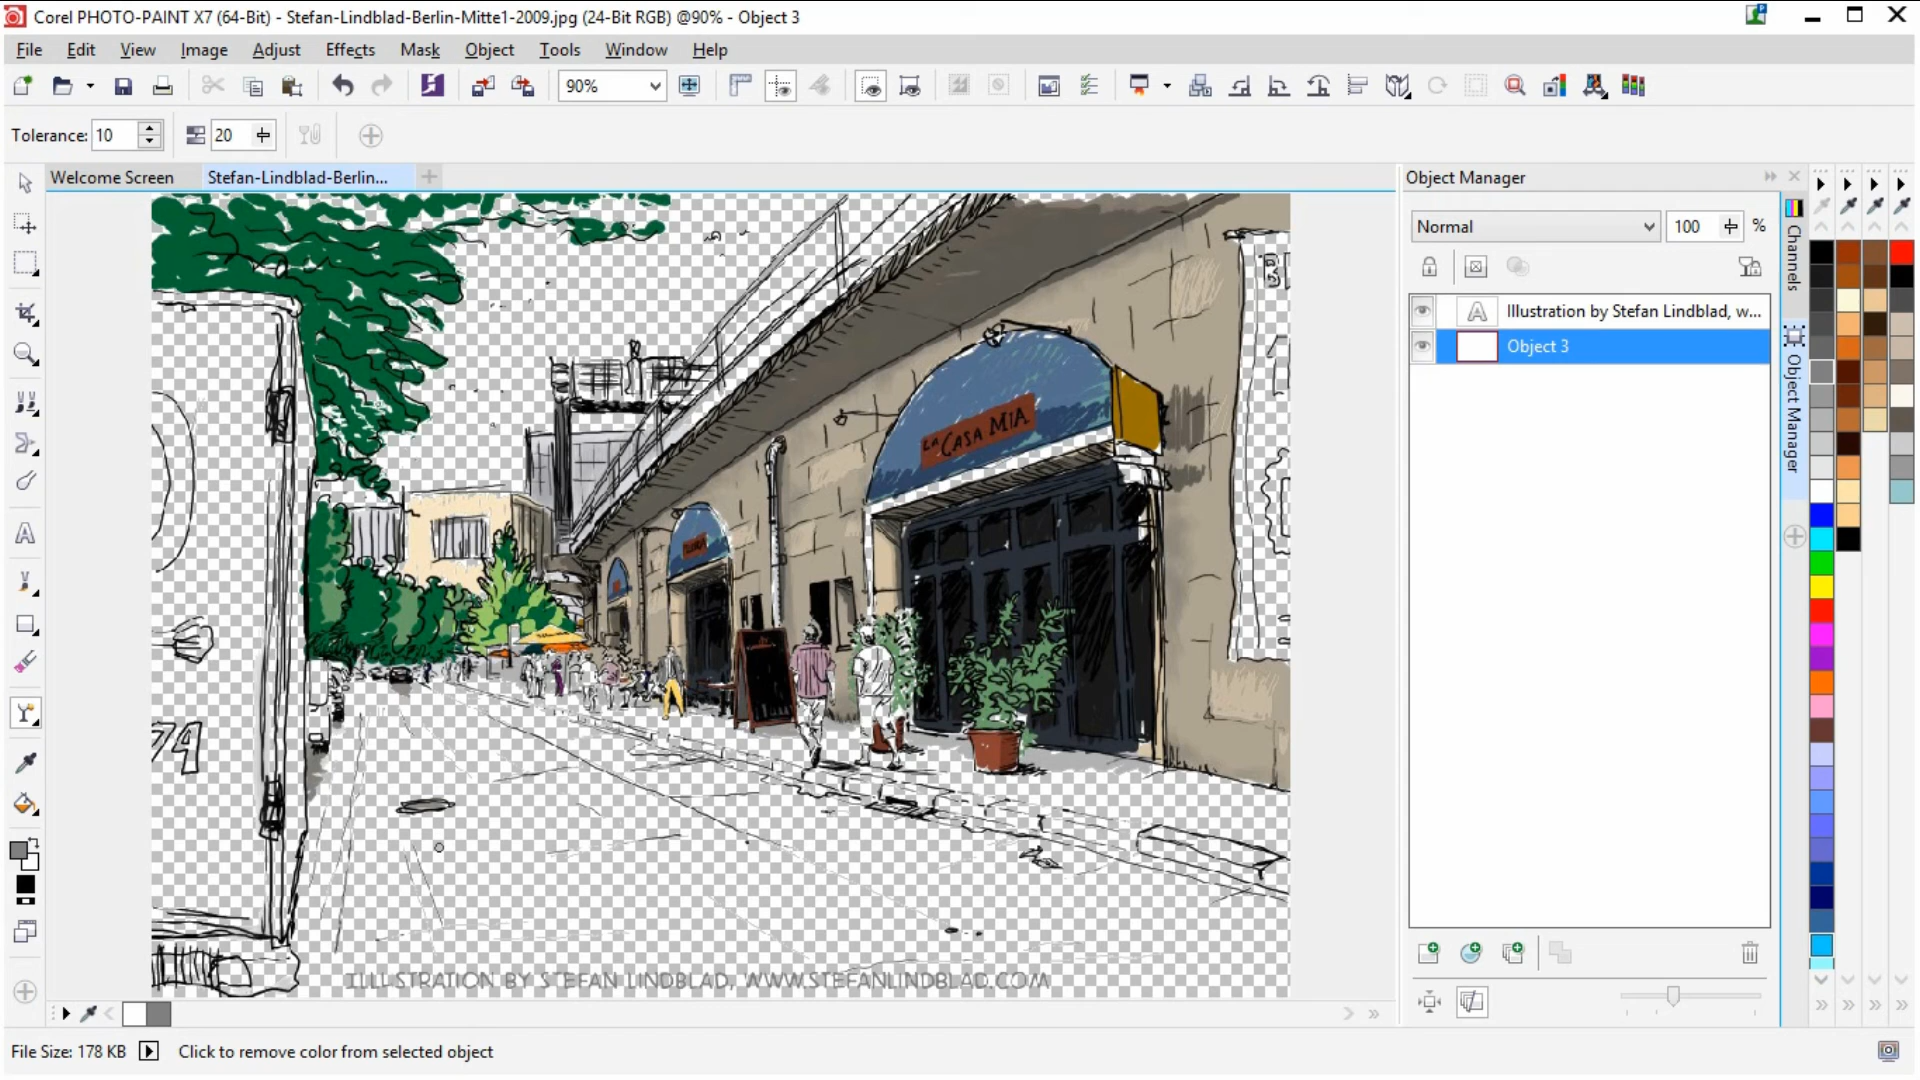 Corel PHOTO-PAINT X7 (64-Bit) - Stefan-Lindblad-Berlin-Mitte1-2009.jpg (24-Bit RGB) @90% - Object 3
File Edit View Image Adjust Effects Mask Object Tools Window Help
90%
Tolerance: 10 20
Welcome Screen Stefan-Lindblad-Berlin...
Object Manager
Normal 100 %
Illustration by Stefan Lindblad, w...
Object 3
Channels
Object Manager
La CASA MIA
74
ILLUSTRATION BY STEFAN LINDBLAD, WWW.STEFANLINDBLAD.COM
File Size: 178 KB Click to remove color from selected object